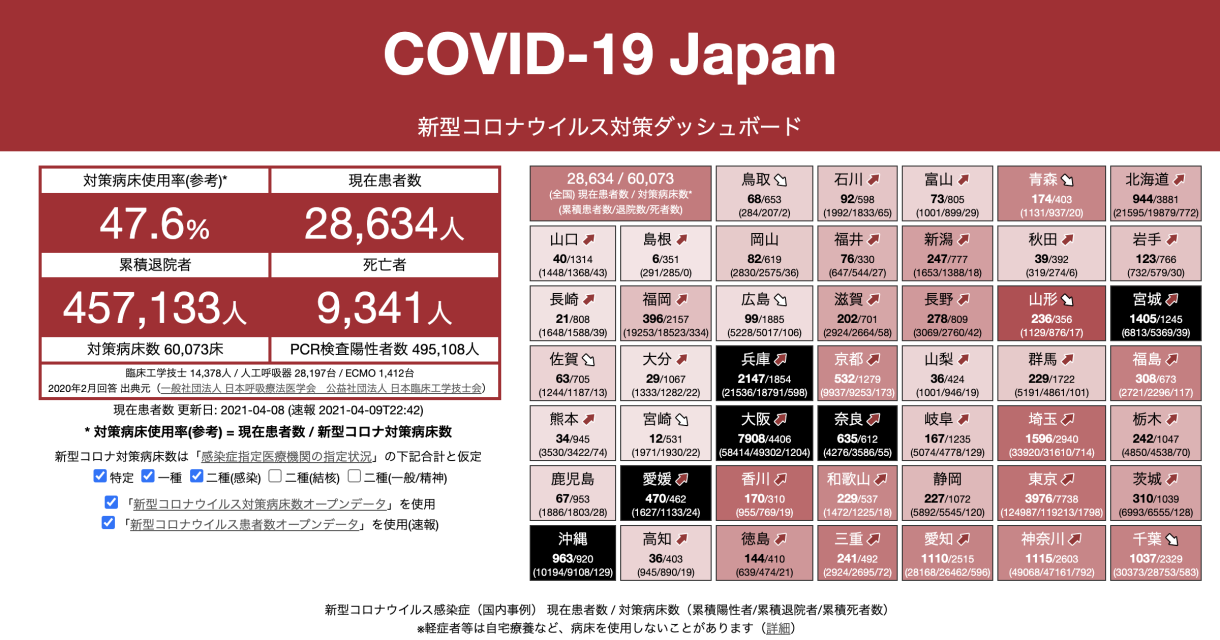 COVID-19 Japan
新型コロナウイルス対策ダッシュボード
対策病床使用率(参考)*
現在患者数
47.6%
28,634人
累積退院者
死亡者
457,133人
9,341人
対策病床数 60,073床
PCR検査陽性者数 495,108人
臨床工学技士 14,378人 / 人工呼吸器 28,197台 / ECMO 1,412台
2020年2月回答 出典元（一般社団法人 日本呼吸療法医学会　公益社団法人 日本臨床工学技士会）
現在患者数 更新日: 2021-04-08 (速報 2021-04-09T22:42)
* 対策病床使用率(参考) = 現在患者数 / 新型コロナ対策病床数
新型コロナ対策病床数は「感染症指定医療機関の指定状況」の下記合計と仮定
特定 一種 二種(感染) 二種(結核) 二種(一般/精神)
「新型コロナウイルス対策病床数オープンデータ」を使用
「新型コロナウイルス患者数オープンデータ」を使用(速報)
28,634 / 60,073
(全国) 現在患者数 / 対策病床数*
(累積患者数/退院数/死者数)
鳥取
68/653
(284/207/2)
石川
92/598
(1992/1833/65)
富山
73/805
(1001/899/29)
青森
174/403
(1131/937/20)
北海道
944/3881
(21595/19879/772)
山口
40/1314
(1448/1368/43)
島根
6/351
(291/285/0)
岡山
82/619
(2830/2575/36)
福井
76/330
(647/544/27)
新潟
247/777
(1653/1388/18)
秋田
39/392
(319/274/6)
岩手
123/766
(732/579/30)
長崎
21/808
(1648/1588/39)
福岡
396/2157
(19253/18523/334)
広島
99/1885
(5228/5017/106)
滋賀
202/701
(2924/2664/58)
長野
278/809
(3069/2760/42)
山形
236/356
(1129/876/17)
宮城
1405/1245
(6813/5369/39)
佐賀
63/705
(1244/1187/13)
大分
29/1067
(1333/1282/22)
兵庫
2147/1854
(21536/18791/598)
京都
532/1279
(9937/9253/173)
山梨
36/424
(1001/946/19)
群馬
229/1722
(5191/4861/101)
福島
308/673
(2721/2296/117)
熊本
34/945
(3530/3422/74)
宮崎
12/531
(1971/1930/22)
大阪
7908/4406
(58414/49302/1204)
奈良
635/612
(4276/3586/55)
岐阜
167/1235
(5074/4778/129)
埼玉
1596/2940
(33920/31610/714)
栃木
242/1047
(4850/4538/70)
鹿児島
67/953
(1886/1803/28)
愛媛
470/462
(1627/1133/24)
香川
170/310
(955/769/19)
和歌山
229/537
(1472/1225/18)
静岡
227/1072
(5892/5545/120)
東京
3976/7738
(124987/119213/1798)
茨城
310/1039
(6993/6555/128)
沖縄
963/920
(10194/9108/129)
高知
36/403
(945/890/19)
徳島
144/410
(639/474/21)
三重
241/492
(2924/2695/72)
愛知
1110/2515
(28168/26462/596)
神奈川
1115/2603
(49068/47161/792)
千葉
1037/2329
(30373/28753/583)
新型コロナウイルス感染症（国内事例） 現在患者数 / 対策病床数（累積陽性者/累積退院者/累積死者数）
※軽症者等は自宅療養など、病床を使用しないことがあります（詳細）